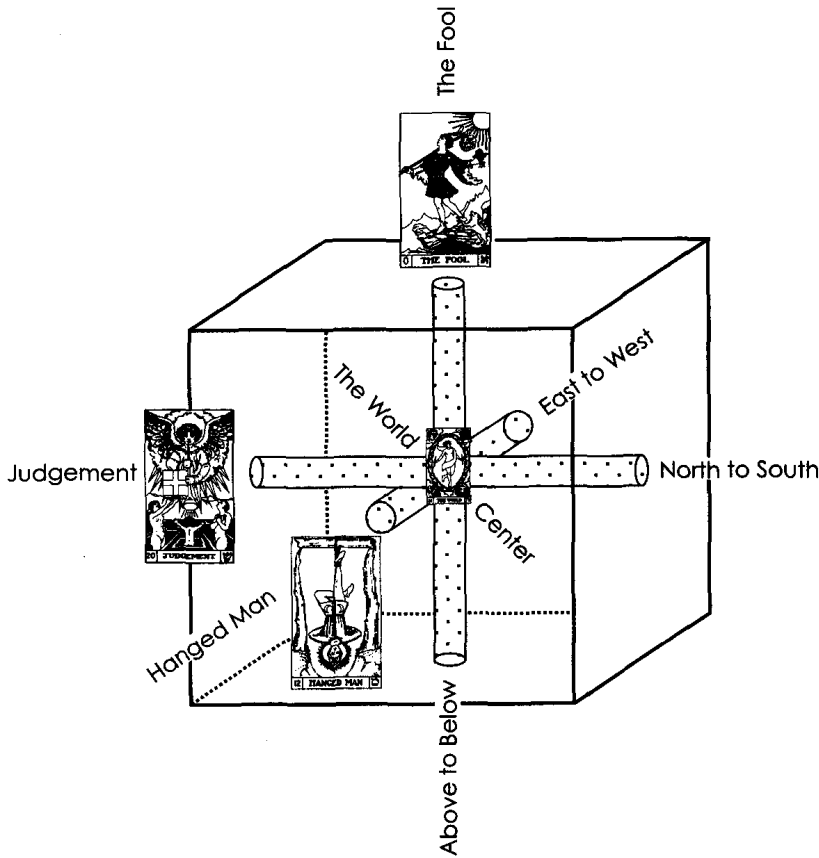 The Fool
0 THE FOOL א
The World
East to West
Judgement
North to South
20 JUDGEMENT
Center
Hanged Man
12 HANGED MAN
Above to Below